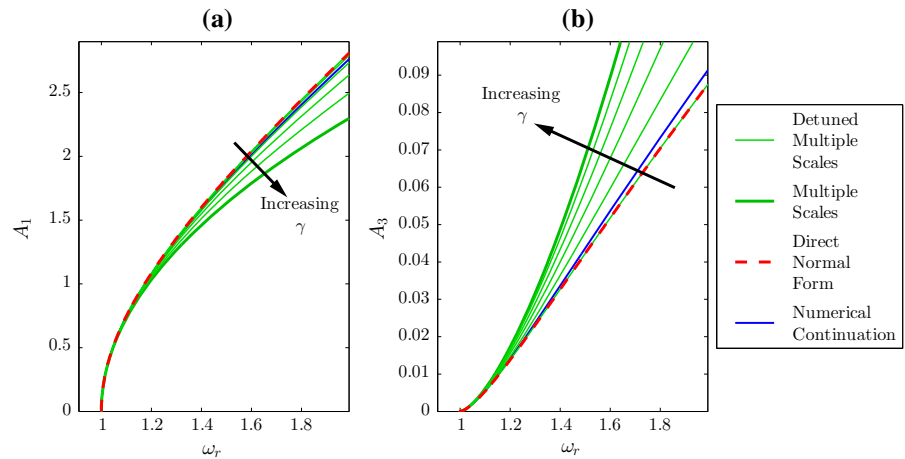 (a)
A₁
2.5
2
1.5
1
0.5
0
1
1.2
1.4
1.6
1.8
ωᵣ
Increasing
γ
(b)
A₃
0.09
0.08
0.07
0.06
0.05
0.04
0.03
0.02
0.01
0
1
1.2
1.4
1.6
1.8
ωᵣ
Increasing
γ
Detuned
Multiple
Scales
Multiple
Scales
Direct
Normal
Form
Numerical
Continuation